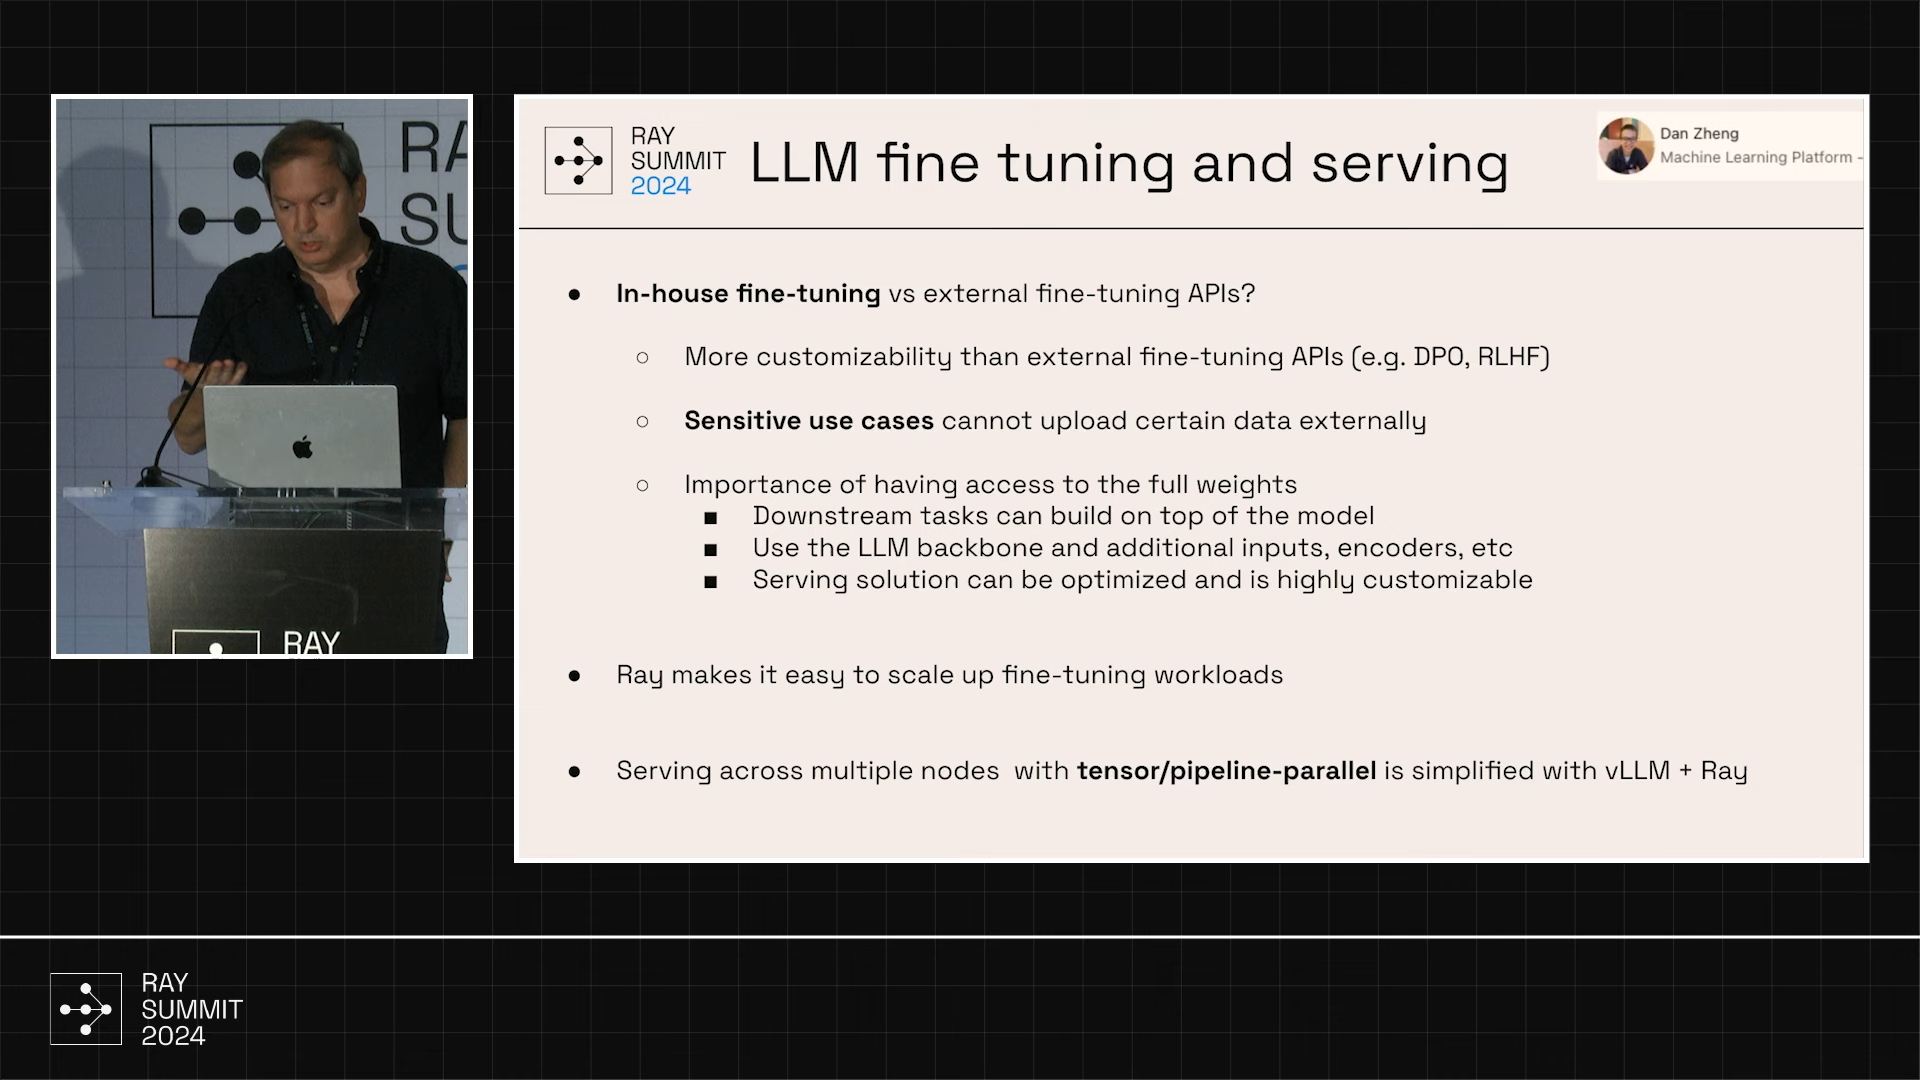 RAY
SUMMIT
2024
LLM fine tuning and serving
Dan Zheng
Machine Learning Platform -
● In-house fine-tuning vs external fine-tuning APIs?
○ More customizability than external fine-tuning APIs (e.g. DPO, RLHF)
○ Sensitive use cases cannot upload certain data externally
○ Importance of having access to the full weights
■ Downstream tasks can build on top of the model
■ Use the LLM backbone and additional inputs, encoders, etc
■ Serving solution can be optimized and is highly customizable
● Ray makes it easy to scale up fine-tuning workloads
● Serving across multiple nodes  with tensor/pipeline-parallel is simplified with vLLM + Ray
RA
SU
RAY
RAY
SUMMIT
2024